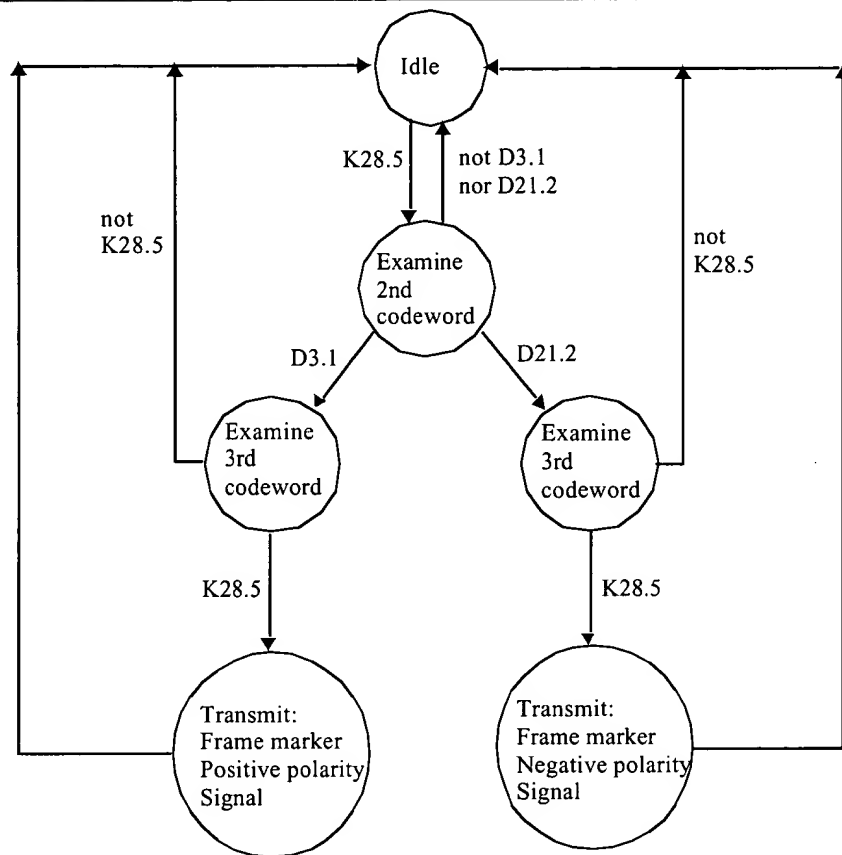 Idle
K28.5
not D3.1
nor D21.2
not
K28.5
not
K28.5
Examine
2nd
codeword
D3.1
D21.2
Examine
3rd
codeword
Examine
3rd
codeword
K28.5
K28.5
Transmit:
Frame marker
Positive polarity
Signal
Transmit:
Frame marker
Negative polarity
Signal